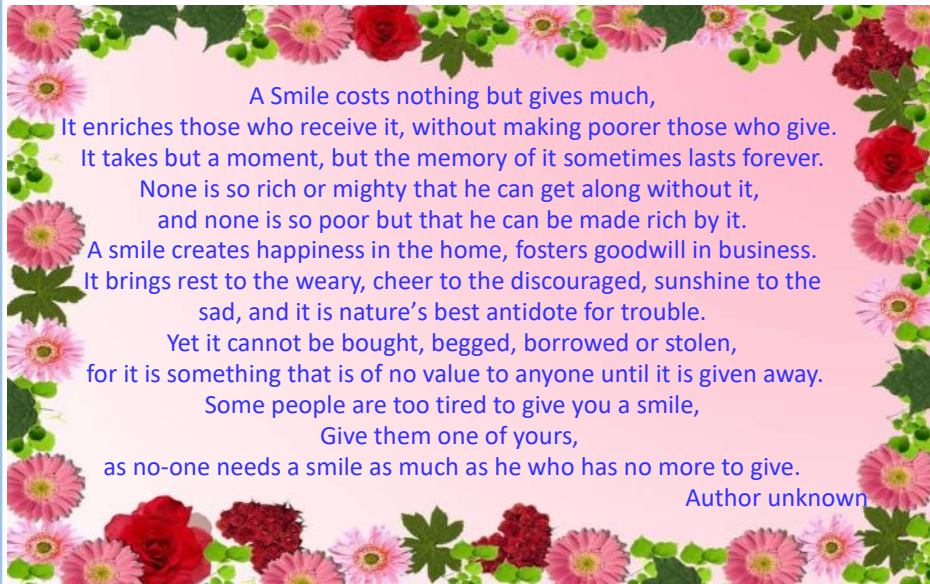 A Smile costs nothing but gives much,
It enriches those who receive it, without making poorer those who give.
It takes but a moment, but the memory of it sometimes lasts forever.
None is so rich or mighty that he can get along without it,
and none is so poor but that he can be made rich by it.
A smile creates happiness in the home, fosters goodwill in business.
It brings rest to the weary, cheer to the discouraged, sunshine to the
sad, and it is nature’s best antidote for trouble.
Yet it cannot be bought, begged, borrowed or stolen,
for it is something that is of no value to anyone until it is given away.
Some people are too tired to give you a smile,
Give them one of yours,
as no-one needs a smile as much as he who has no more to give.
Author unknown